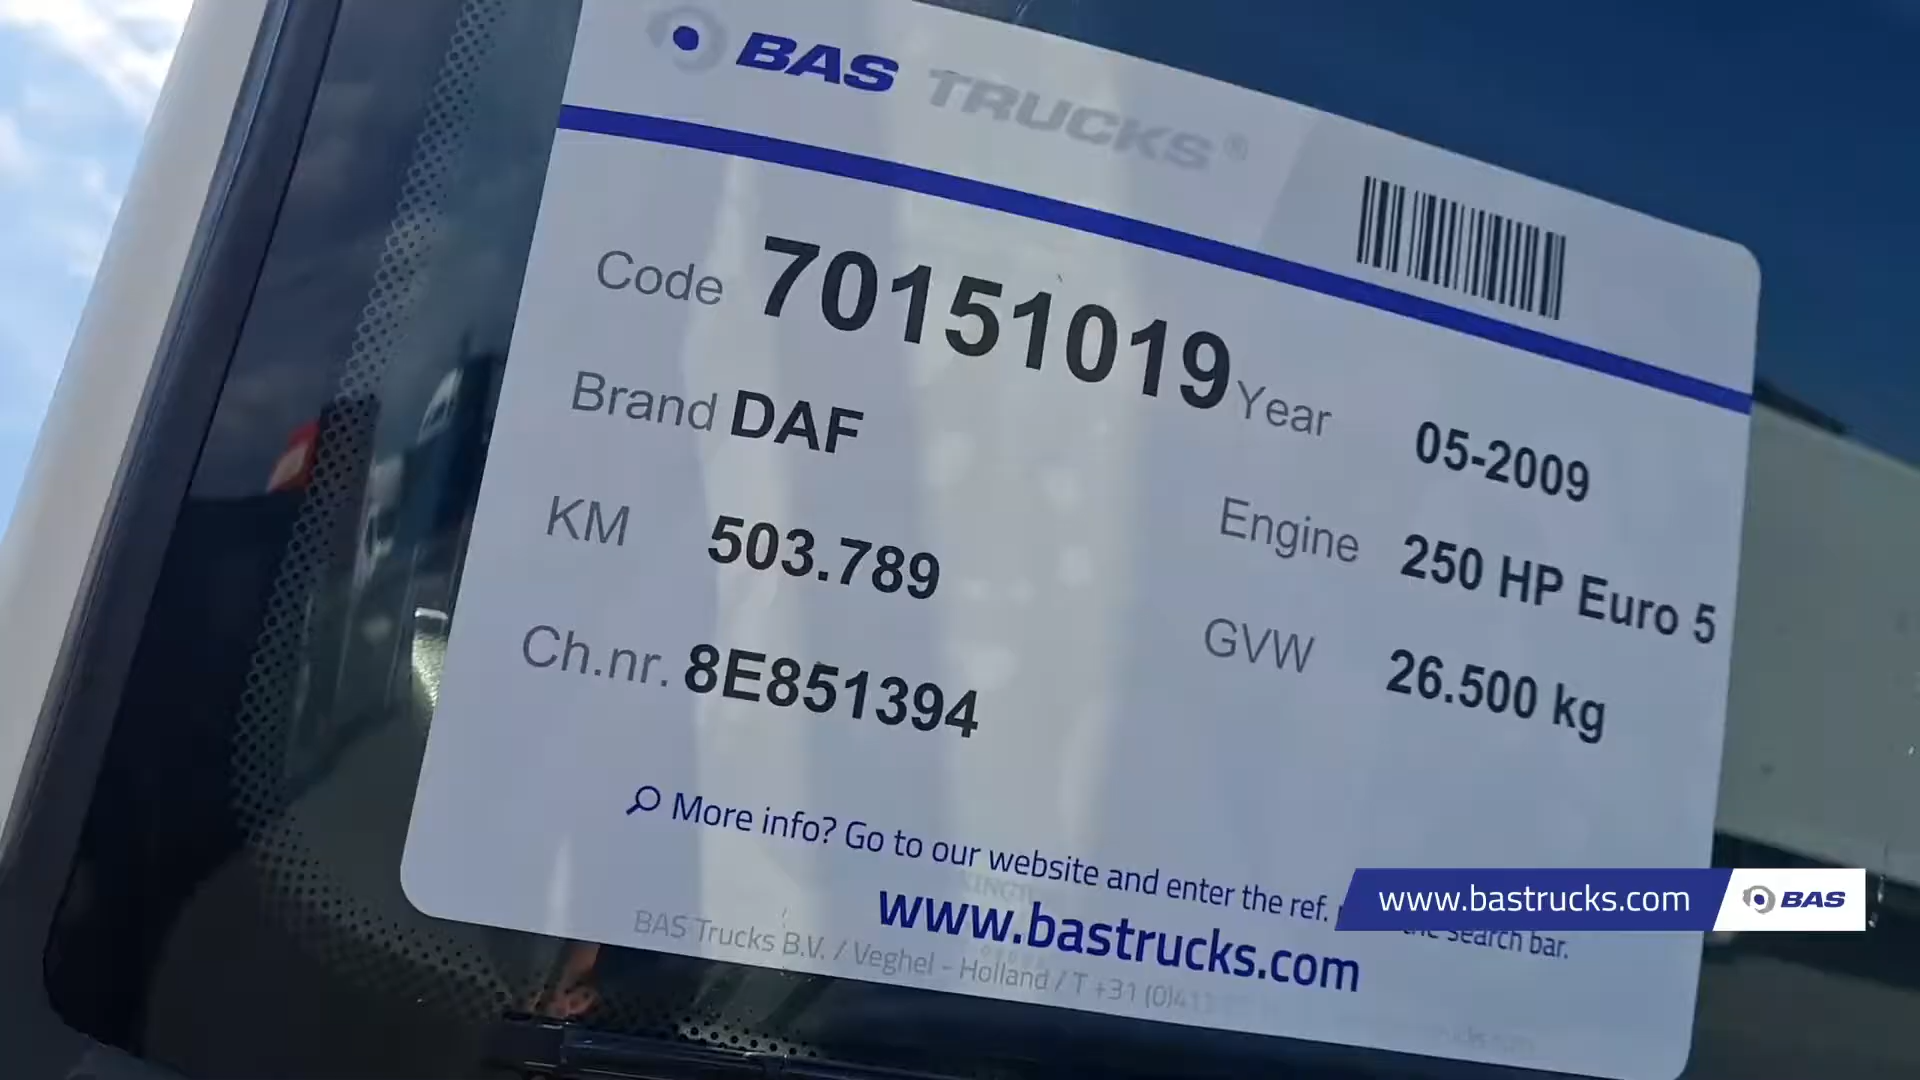 BAS TRUCKS®
Code 70151019
Brand DAF
KM 503.789
Ch.nr. 8E851394
Year 05-2009
Engine 250 HP Euro 5
GVW 26.500 kg
More info? Go to our website and enter the ref.
search bar.
www.bastrucks.com
BAS Trucks B.V. / Veghel - Holland / T +31 (0)413
www.bastrucks.com
BAS